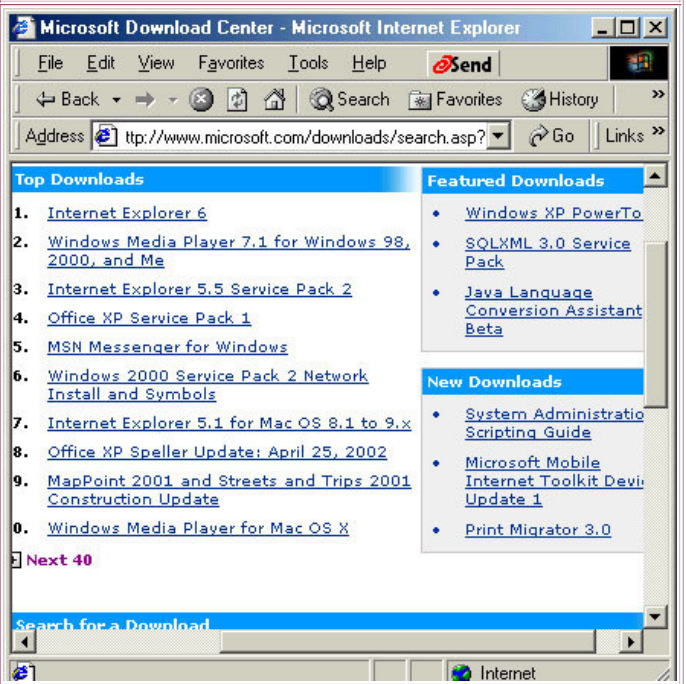 Microsoft Download Center - Microsoft Internet Explorer
File Edit View Favorites Tools Help @Send
Back Search Favorites History »
Address ttp://www.microsoft.com/downloads/search.asp? Go Links »
Top Downloads
1. Internet Explorer 6
2. Windows Media Player 7.1 for Windows 98,
2000, and Me
3. Internet Explorer 5.5 Service Pack 2
4. Office XP Service Pack 1
5. MSN Messenger for Windows
6. Windows 2000 Service Pack 2 Network
Install and Symbols
7. Internet Explorer 5.1 for Mac OS 8.1 to 9.x
8. Office XP Speller Update: April 25, 2002
9. MapPoint 2001 and Streets and Trips 2001
Construction Update
0. Windows Media Player for Mac OS X
Next 40
Featured Downloads
• Windows XP PowerTo
• SQLXML 3.0 Service
Pack
• Java Language
Conversion Assistant
Beta
New Downloads
• System Administratio
Scripting Guide
• Microsoft Mobile
Internet Toolkit Devi
Update 1
• Print Migrator 3.0
Search for a Download
Internet